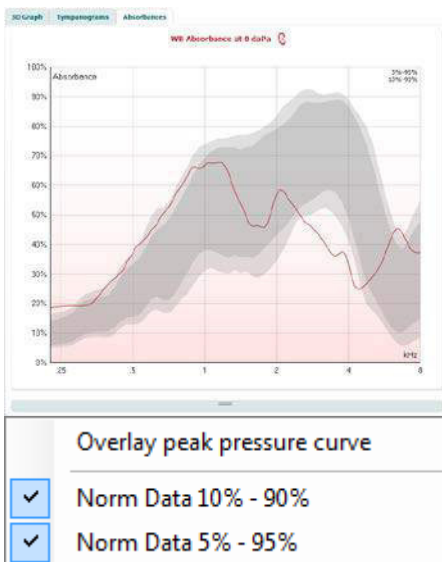 3D Graph Tympanograms Absorbances
WB Absorbance at 0 daPa
100%
Absorbance
5%-95%
10%-90%
90%
80%
70%
60%
50%
40%
30%
20%
10%
0%
kHz
.25 .5 1 2 4 8
Overlay peak pressure curve
Norm Data 10% - 90%
Norm Data 5% - 95%